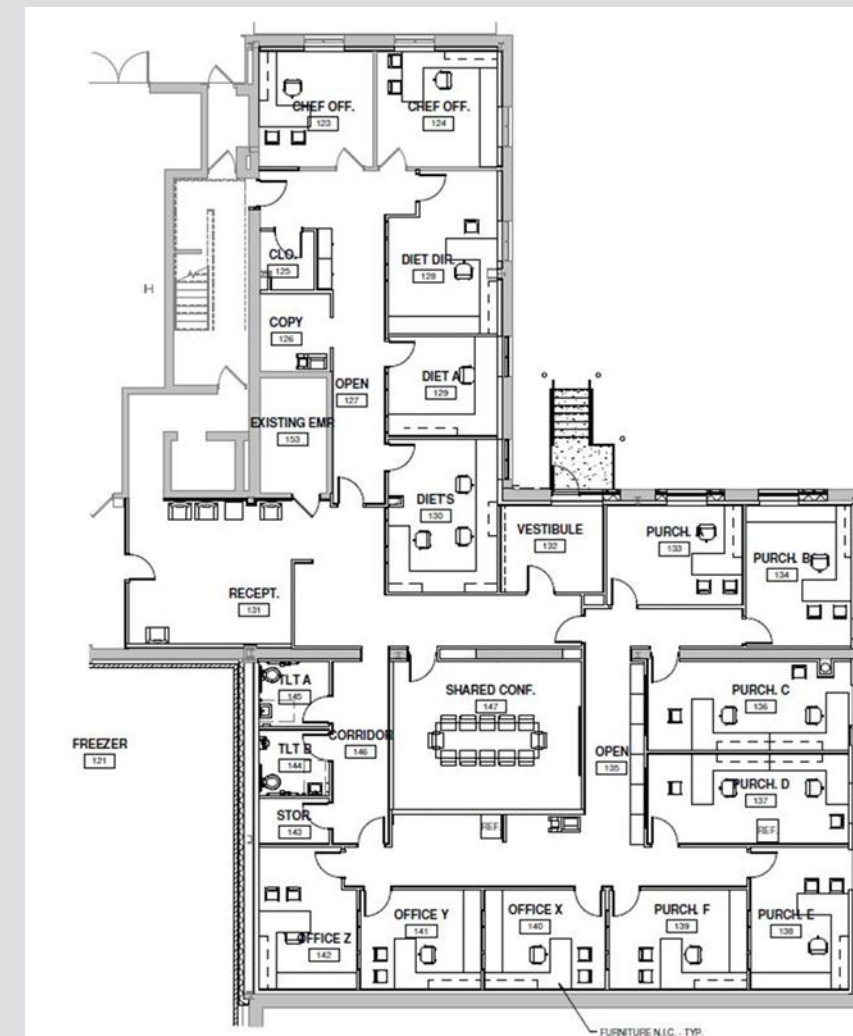 CHEF OFF.
123
CHEF OFF.
124
CLO.
125
DIET DIR.
128
COPY
126
DIET A
129
OPEN
127
EXISTING EMR
153
DIET'S
130
VESTIBULE
132
PURCH. A
133
PURCH. B
134
RECEPT.
131
TLT A
145
SHARED CONF.
147
PURCH. C
136
CORRIDOR
146
FREEZER
121
TLT B
144
OPEN
135
PURCH. D
137
STOR.
143
REF.
REF.
OFFICE Z
142
OFFICE Y
141
OFFICE X
140
PURCH. F
139
PURCH. E
138
FURNITURE N.I.C. - TYP.